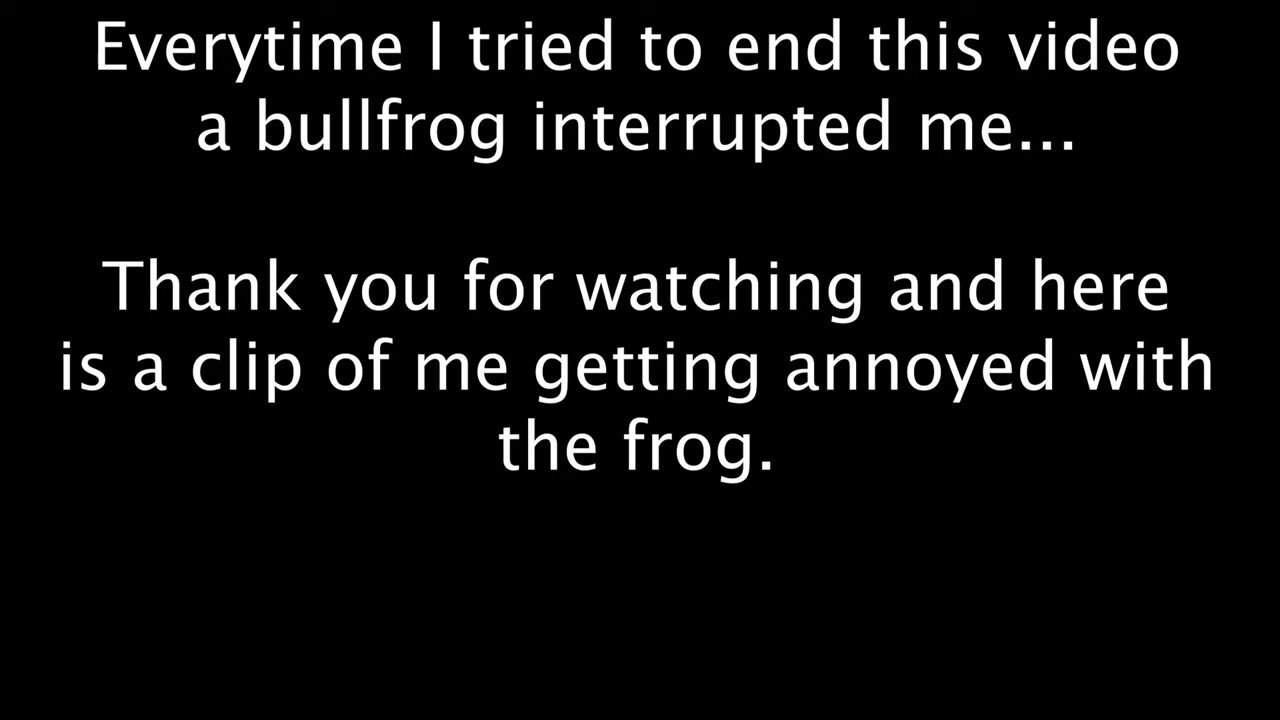 Everytime I tried to end this video
a bullfrog interrupted me...
Thank you for watching and here
is a clip of me getting annoyed with
the frog.